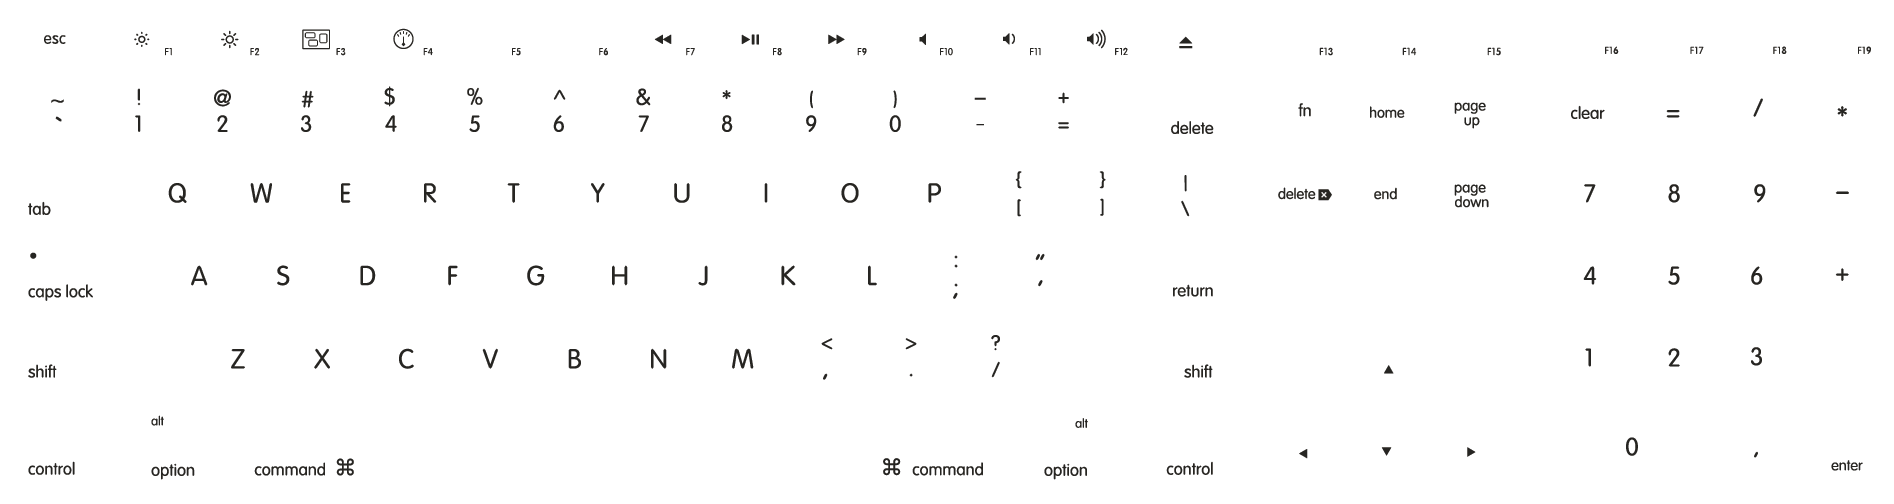 esc F1 F2 F3 F4 F5 F6 F7 F8 F9 F10 F11 F12 F13 F14 F15 F16 F17 F18 F19
~ ! @ # $ % ^ & * ( ) – +
` 1 2 3 4 5 6 7 8 9 0 - = delete fn home page up clear = / *
tab Q W E R T Y U I O P { [ } ] | \ delete end page down 7 8 9 –
caps lock A S D F G H J K L : ; " , return 4 5 6 +
shift Z X C V B N M < , > . ? / shift 1 2 3
alt alt
control option command ⌘ ⌘ command option control 0 , enter